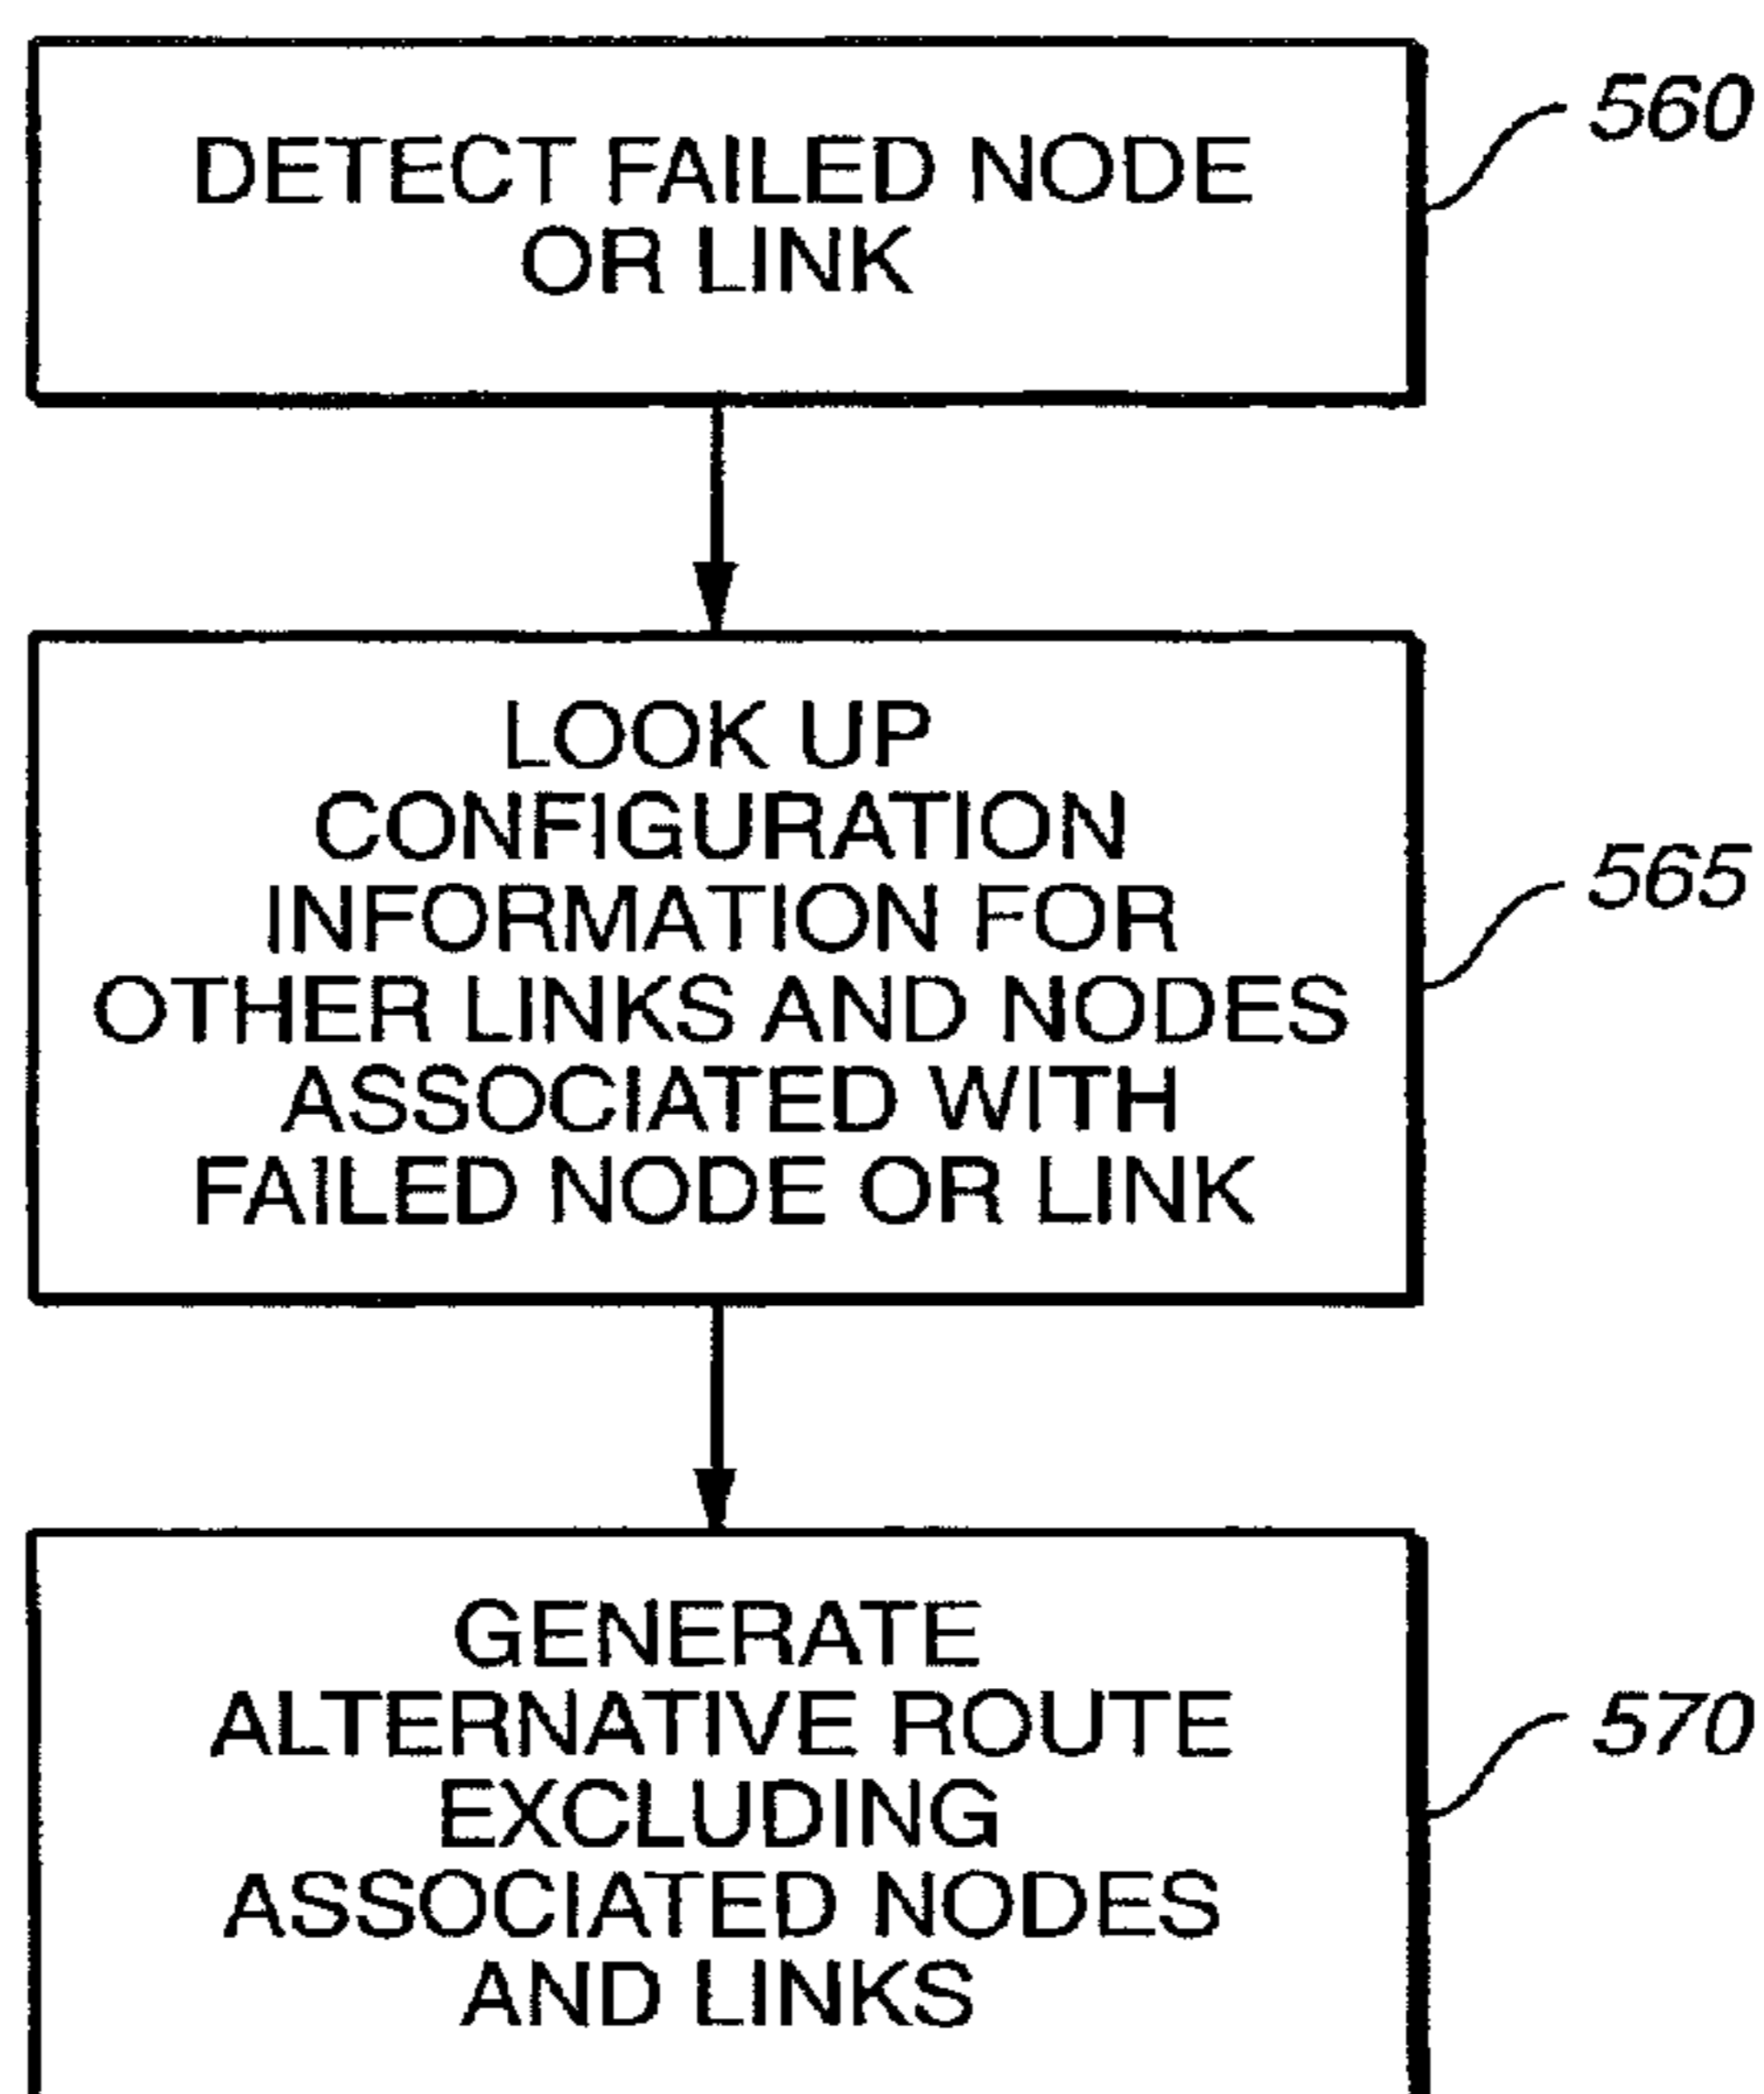 DETECT FAILED NODE
OR LINK
560
LOOK UP
CONFIGURATION
INFORMATION FOR
OTHER LINKS AND NODES
ASSOCIATED WITH
FAILED NODE OR LINK
565
GENERATE
ALTERNATIVE ROUTE
EXCLUDING
ASSOCIATED NODES
AND LINKS
570